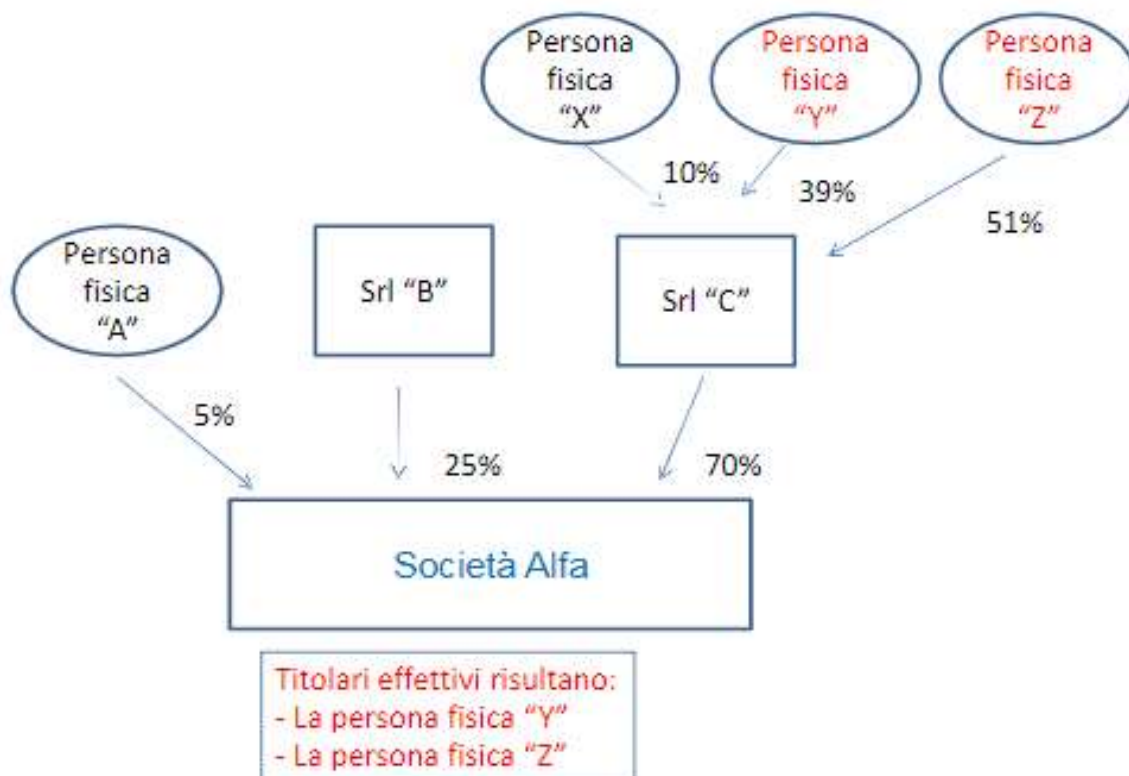 Persona
fisica
“X”
Persona
fisica
“Y”
Persona
fisica
“Z”
10%
39%
51%
Persona
fisica
“A”
Srl “B”
Srl “C”
5%
25%
70%
Società Alfa
Titolari effettivi risultano:
- La persona fisica “Y”
- La persona fisica “Z”